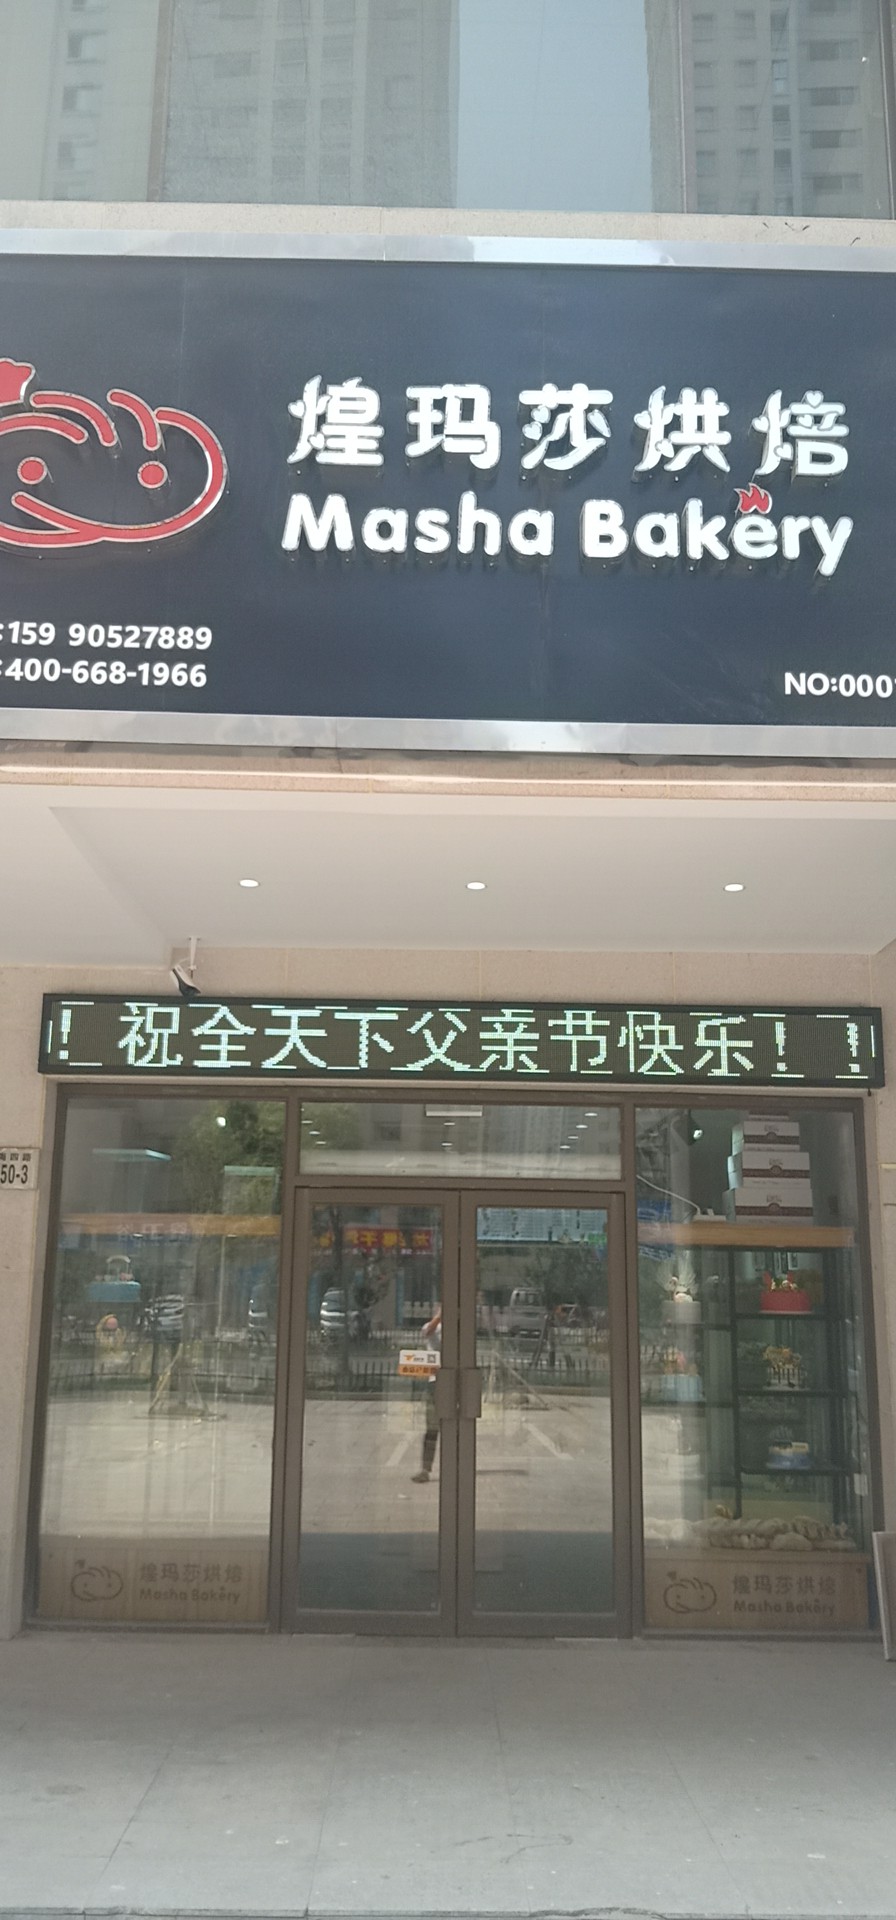 煌玛莎烘焙
Masha Bakery
:159 90527889
:400-668-1966
NO:000
！祝全天下父亲节快乐！！
50-3
煌玛莎烘焙
Masha Bakery
煌玛莎烘焙
Masha Bakery